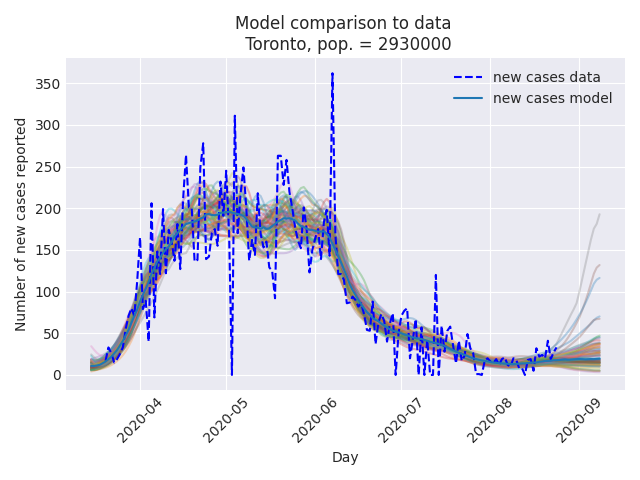 Model comparison to data
Toronto, pop. = 2930000
new cases data
new cases model
Number of new cases reported
350
300
250
200
150
100
50
0
2020-04
2020-05
2020-06
2020-07
2020-08
2020-09
Day